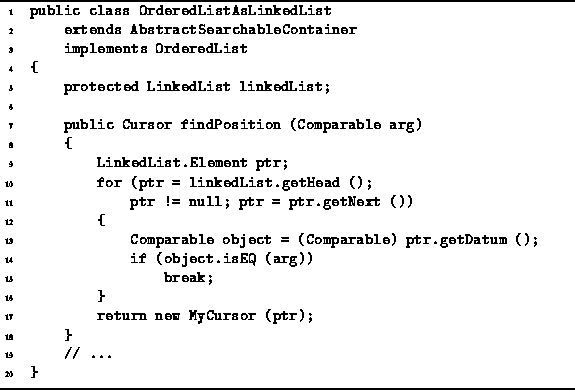 1 public class OrderedListAsLinkedList
2 extends AbstractSearchableContainer
3 implements OrderedList
4 {
5 protected LinkedList linkedList;
6
7 public Cursor findPosition (Comparable arg)
8 {
9 LinkedList.Element ptr;
10 for (ptr = linkedList.getHead ();
11 ptr != null; ptr = ptr.getNext ())
12 {
13 Comparable object = (Comparable) ptr.getDatum ();
14 if (object.isEQ (arg))
15 break;
16 }
17 return new MyCursor (ptr);
18 }
19 // ...
20 }